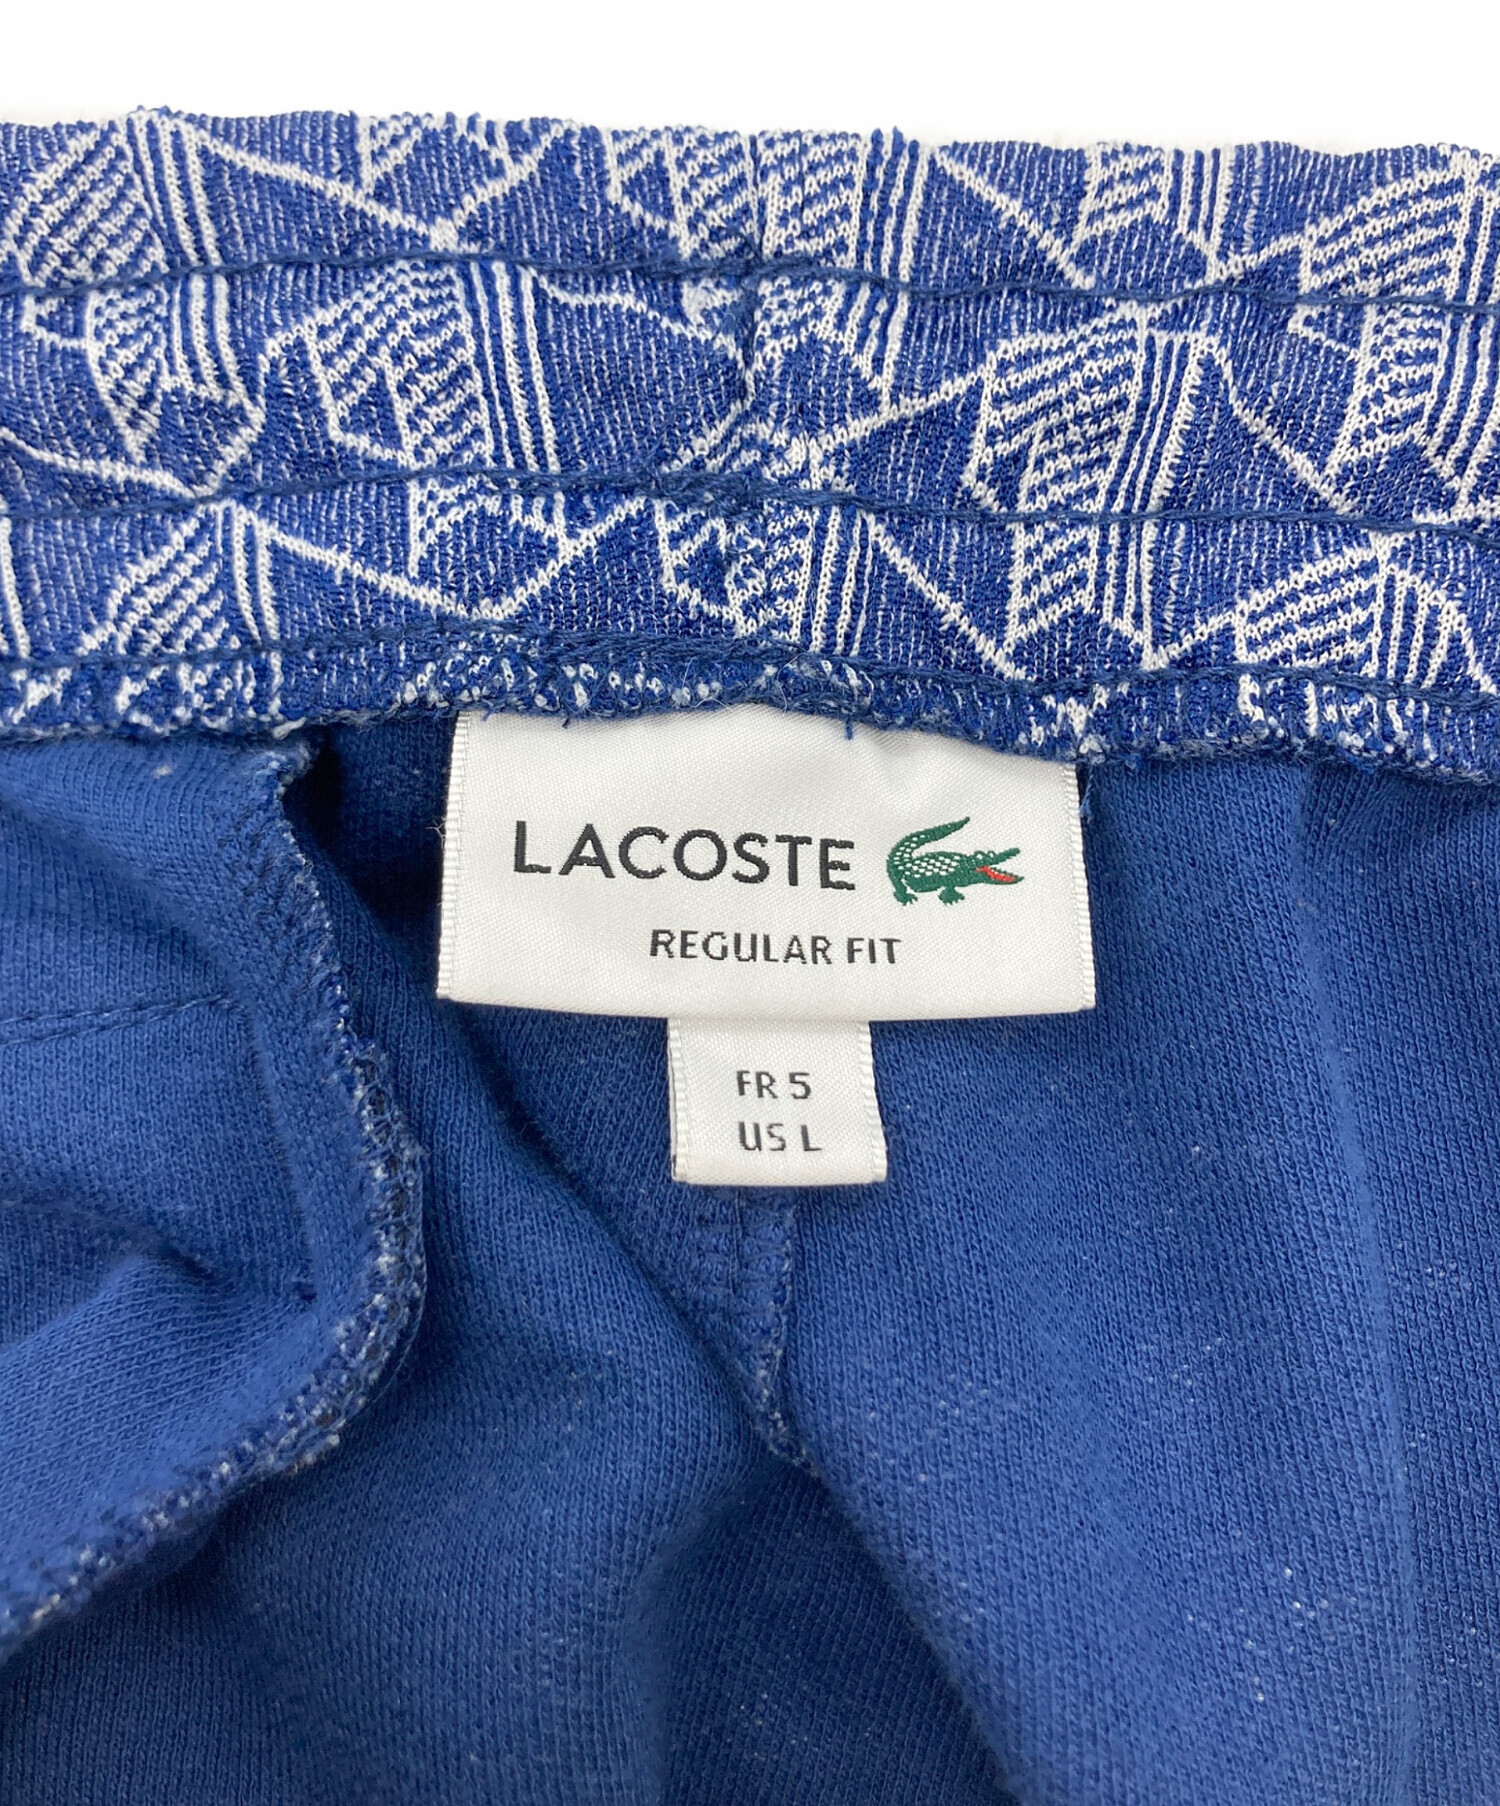 LACOSTE
REGULAR FIT
FR 5
US L